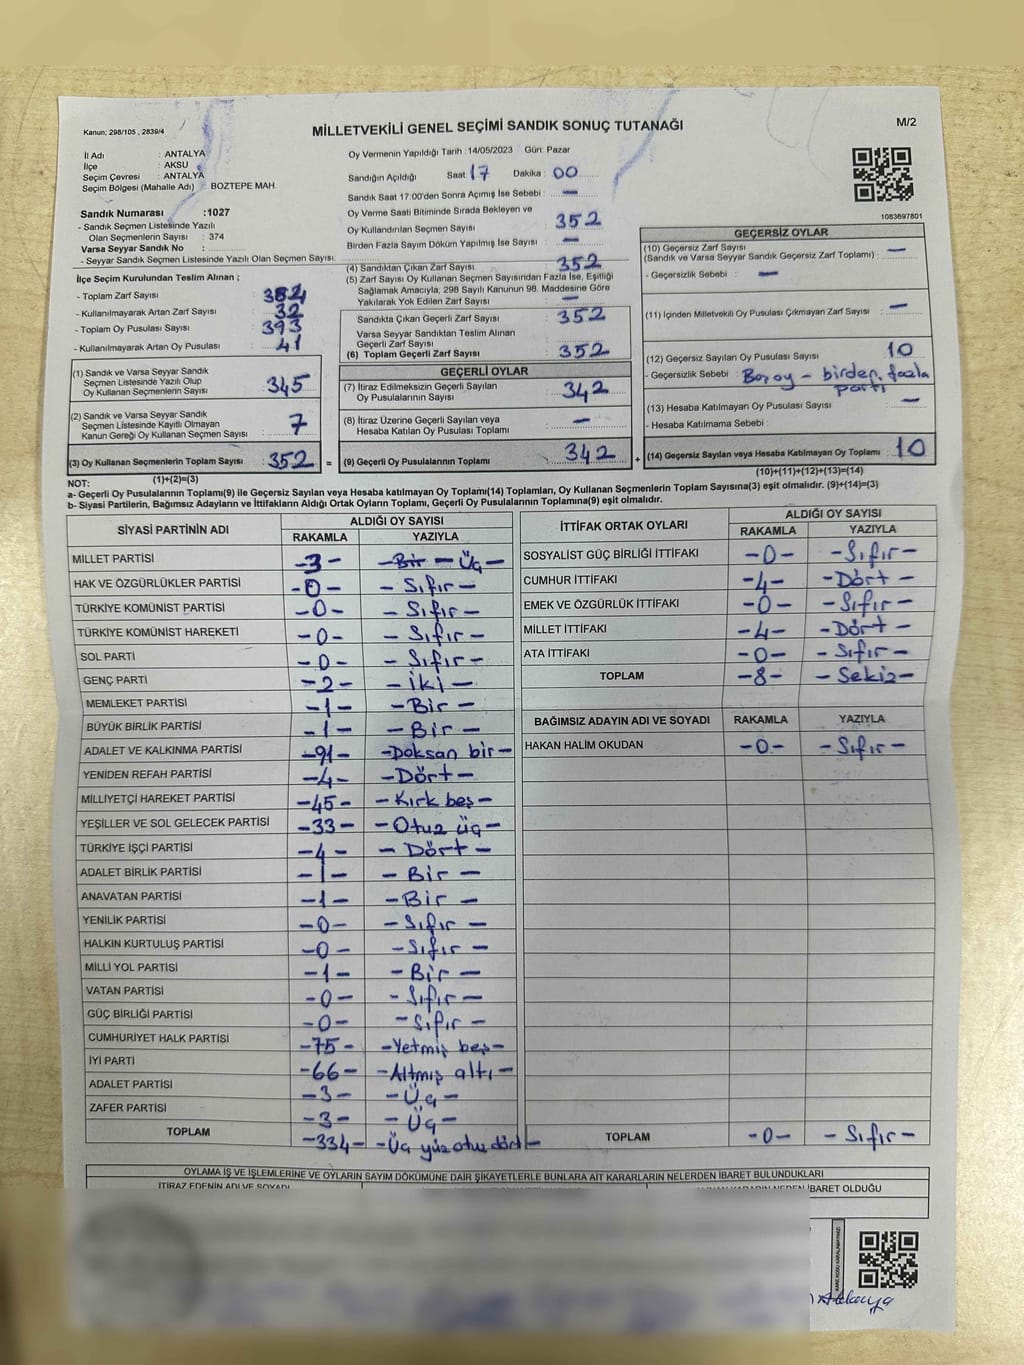 Kanun; 298/105 , 2839/4
MİLLETVEKİLİ GENEL SEÇİMİ SANDIK SONUÇ TUTANAĞI
M/2
İl Adı : ANTALYA
İlçe : AKSU
Seçim Çevresi : ANTALYA
Seçim Bölgesi (Mahalle Adı) : BOZTEPE MAH.
Sandık Numarası :1027
- Sandık Seçmen Listesinde Yazılı
Olan Seçmenlerin Sayısı : 374
Varsa Seyyar Sandık No :
- Seyyar Sandık Seçmen Listesinde Yazılı Olan Seçmen Sayısı:
İlçe Seçim Kurulundan Teslim Alınan ;
- Toplam Zarf Sayısı :
- Kullanılmayarak Artan Zarf Sayısı : 32
- Toplam Oy Pusulası Sayısı : 393
- Kullanılmayarak Artan Oy Pusulası : 41
(1) Sandık ve Varsa Seyyar Sandık
Seçmen Listesinde Yazılı Olup
Oy Kullanan Seçmenlerin Sayısı : 345
(2) Sandık ve Varsa Seyyar Sandık
Seçmen Listesinde Kayıtlı Olmayan
Kanun Gereği Oy Kullanan Seçmen Sayısı : 7
(3) Oy Kullanan Seçmenlerin Toplam Sayısı : 352 =
(1)+(2)=(3)
Oy Vermenin Yapıldığı Tarih : 14/05/2023 Gün: Pazar
Sandığın Açıldığı Saat : 17 Dakika : 00
Sandık Saat 17.00'den Sonra Açımış İse Sebebi : —
Oy Verme Saati Bitiminde Sırada Bekleyen ve
Oy Kullandırılan Seçmen Sayısı : 352
Birden Fazla Sayım Döküm Yapılmış İse Sayısı : —
(4) Sandıktan Çıkan Zarf Sayısı : 352
(5) Zarf Sayısı Oy Kullanan Seçmen Sayısından Fazla İse, Eşitliği
Sağlamak Amacıyla, 298 Sayılı Kanunun 98. Maddesine Göre
Yakılarak Yok Edilen Zarf Sayısı : —
Sandıkta Çıkan Geçerli Zarf Sayısı : 352
Varsa Seyyar Sandıktan Teslim Alınan
Geçerli Zarf Sayısı :
(6) Toplam Geçerli Zarf Sayısı : 352
GEÇERLİ OYLAR
(7) İtiraz Edilmeksizin Geçerli Sayılan
Oy Pusulalarının Sayısı : 342
(8) İtiraz Üzerine Geçerli Sayılan veya
Hesaba Katılan Oy Pusulası Toplamı : —
(9) Geçerli Oy Pusulalarının Toplamı : 342 +
1083697801
GEÇERSİZ OYLAR
(10) Geçersiz Zarf Sayısı
(Sandık ve Varsa Seyyar Sandık Geçersiz Zarf Toplamı) : —
- Geçersizlik Sebebi : —
(11) İçinden Milletvekili Oy Pusulası Çıkmayan Zarf Sayısı : —
(12) Geçersiz Sayılan Oy Pusulası Sayısı : 10
- Geçersizlik Sebebi : Boş oy - birden fazla
parti
(13) Hesaba Katılmayan Oy Pusulası Sayısı : —
- Hesaba Katılmama Sebebi :
(14) Geçersiz Sayılan veya Hesaba Katılmayan Oy Toplamı : 10
(10)+(11)+(12)+(13)=(14)
NOT:
a- Geçerli Oy Pusulalarının Toplamı(9) ile Geçersiz Sayılan veya Hesaba katılmayan Oy Toplamı(14) Toplamları, Oy Kullanan Seçmenlerin Toplam Sayısına(3) eşit olmalıdır. (9)+(14)=(3)
b- Siyasi Partilerin, Bağımsız Adayların ve İttifakların Aldığı Ortak Oyların Toplamı, Geçerli Oy Pusulalarının Toplamına(9) eşit olmalıdır.
SİYASİ PARTİNİN ADI ALDIĞI OY SAYISI
RAKAMLA YAZIYLA
MİLLET PARTİSİ -3- -Bir- Üç-
HAK VE ÖZGÜRLÜKLER PARTİSİ -0- -Sıfır-
TÜRKİYE KOMÜNİST PARTİSİ -0- -Sıfır-
TÜRKİYE KOMÜNİST HAREKETİ -0- -Sıfır-
SOL PARTİ -0- -Sıfır-
GENÇ PARTİ -2- -İki-
MEMLEKET PARTİSİ -1- -Bir-
BÜYÜK BİRLİK PARTİSİ -1- -Bir-
ADALET VE KALKINMA PARTİSİ -91- -Doksan bir-
YENİDEN REFAH PARTİSİ -4- -Dört-
MİLLİYETÇİ HAREKET PARTİSİ -45- -Kırk beş-
YEŞİLLER VE SOL GELECEK PARTİSİ -33- -Otuz üç-
TÜRKİYE İŞÇİ PARTİSİ -4- -Dört-
ADALET BİRLİK PARTİSİ -1- -Bir-
ANAVATAN PARTİSİ -1- -Bir-
YENİLİK PARTİSİ -0- -Sıfır-
HALKIN KURTULUŞ PARTİSİ -0- -Sıfır-
MİLLİ YOL PARTİSİ -1- -Bir-
VATAN PARTİSİ -0- -Sıfır-
GÜÇ BİRLİĞİ PARTİSİ -0- -Sıfır-
CUMHURİYET HALK PARTİSİ -75- -Yetmiş beş-
İYİ PARTİ -66- -Altmış altı-
ADALET PARTİSİ -3- -Üç-
ZAFER PARTİSİ -3- -Üç-
TOPLAM -334- -Üç yüz otuz dört-
İTTİFAK ORTAK OYLARI ALDIĞI OY SAYISI
RAKAMLA YAZIYLA
SOSYALİST GÜÇ BİRLİĞİ İTTİFAKI -0- -Sıfır-
CUMHUR İTTİFAKI -4- -Dört-
EMEK VE ÖZGÜRLÜK İTTİFAKI -0- -Sıfır-
MİLLET İTTİFAKI -4- -Dört-
ATA İTTİFAKI -0- -Sıfır-
TOPLAM -8- -Sekiz-
BAĞIMSIZ ADAYIN ADI VE SOYADI RAKAMLA YAZIYLA
HAKAN HALİM OKUDAN -0- -Sıfır-
TOPLAM -0- -Sıfır-
OYLAMA İŞ VE İŞLEMLERİNE VE OYLARIN SAYIM DÖKÜMÜNE DAİR ŞİKAYETLERLE BUNLARA AİT KARARLARIN NELERDEN İBARET BULUNDUKLARI
İTİRAZ EDENİN ADI VE SOYADI ALINAN KARARIN NEDEN İBARET OLDUĞU